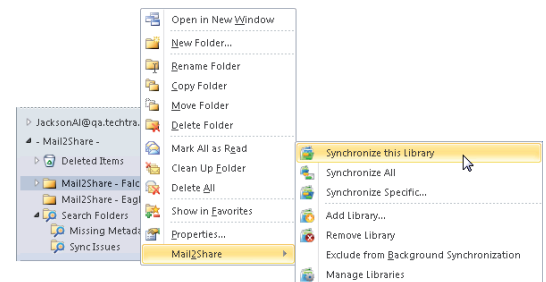 JacksonAl@qa.techtra.
- Mail2Share -
Deleted Items
Mail2Share - Falc
Mail2Share - Eagl
Search Folders
Missing Metada
Sync Issues
Open in New Window
New Folder...
Rename Folder
Copy Folder
Move Folder
Delete Folder
Mark All as Read
Clean Up Folder
Delete All
Show in Favorites
Properties...
Mail2Share
Synchronize this Library
Synchronize All
Synchronize Specific...
Add Library...
Remove Library
Exclude from Background Synchronization
Manage Libraries